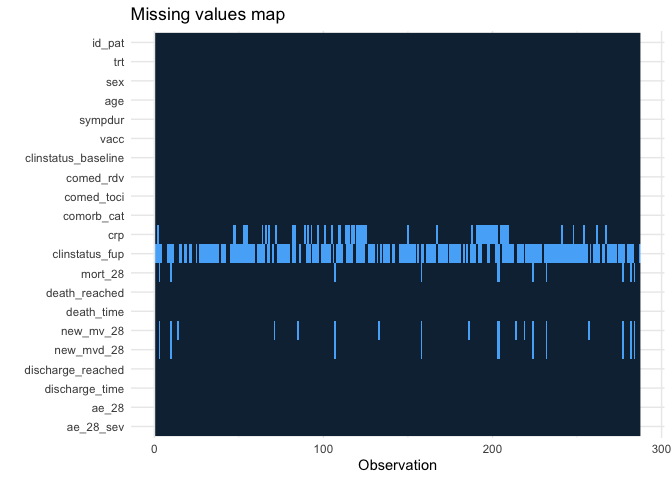 Missing values map
id_pat
trt
sex
age
sympdur
vacc
clinstatus_baseline
comed_rdv
comed_toci
comorb_cat
crp
clinstatus_fup
mort_28
death_reached
death_time
new_mv_28
new_mvd_28
discharge_reached
discharge_time
ae_28
ae_28_sev
0 100 200 300
Observation